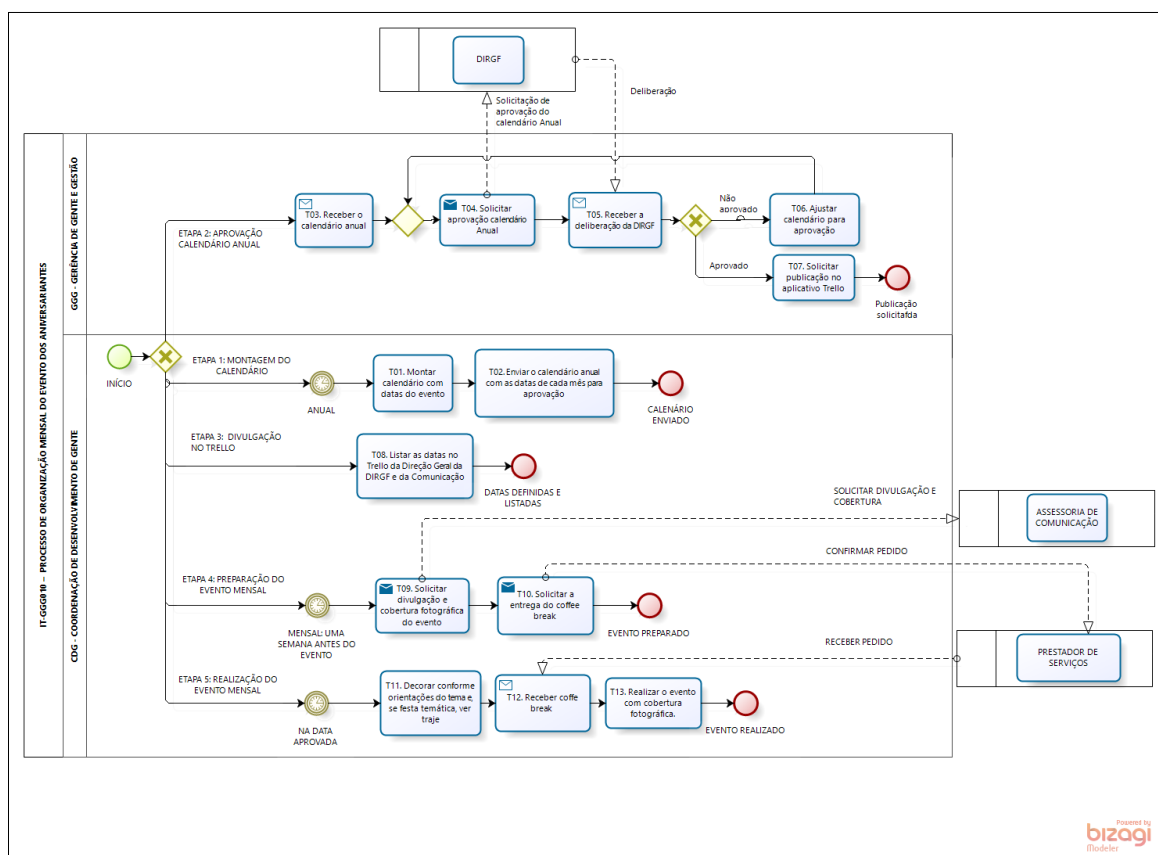 DIRGF
Solicitação de
aprovação do
calendário Anual
Deliberação
IT-GGG010 – PROCESSO DE ORGANIZAÇÃO MENSAL DO EVENTO DOS ANIVERSARIANTES
GGG - GERÊNCIA DE GENTE E GESTÃO
ETAPA 2: APROVAÇÃO
CALENDÁRIO ANUAL
T03. Receber o
calendário anual
T04. Solicitar
aprovação calendário
Anual
T05. Receber a
deliberação da DIRGF
Não
aprovado
T06. Ajustar
calendário para
aprovação
Aprovado
T07. Solicitar
publicação no
aplicativo Trello
Publicação
solicitafda
CDG - COORDENAÇÃO DE DESENVOLVIMENTO DE GENTE
INÍCIO
ETAPA 1: MONTAGEM DO
CALENDÁRIO
ANUAL
T01. Montar
calendário com
datas do evento
T02. Enviar o calendário anual
com as datas de cada mês para
aprovação
CALENÁRIO
ENVIADO
ETAPA 3: DIVULGAÇÃO
NO TRELLO
T08. Listar as datas no
Trello da Direção Geral da
DIRGF e da Comunicação
DATAS DEFINIDAS E
LISTADAS
SOLICITAR DIVULGAÇÃO E
COBERTURA
ASSESSORIA DE
COMUNICAÇÃO
ETAPA 4: PREPARAÇÃO DO
EVENTO MENSAL
MENSAL: UMA
SEMANA ANTES DO
EVENTO
T09. Solicitar
divulgação e
cobertura fotográfica
do evento
T10. Solicitar a
entrega do coffee
break
EVENTO PREPARADO
CONFIRMAR PEDIDO
RECEBER PEDIDO
PRESTADOR DE
SERVIÇOS
ETAPA 5: REALIZAÇÃO DO
EVENTO MENSAL
NA DATA
APROVADA
T11. Decorar conforme
orientações do tema e,
se festa temática, ver
traje
T12. Receber coffe
break
T13. Realizar o evento
com cobertura
fotográfica.
EVENTO REALIZADO
Powered by
bizagi
Modeler